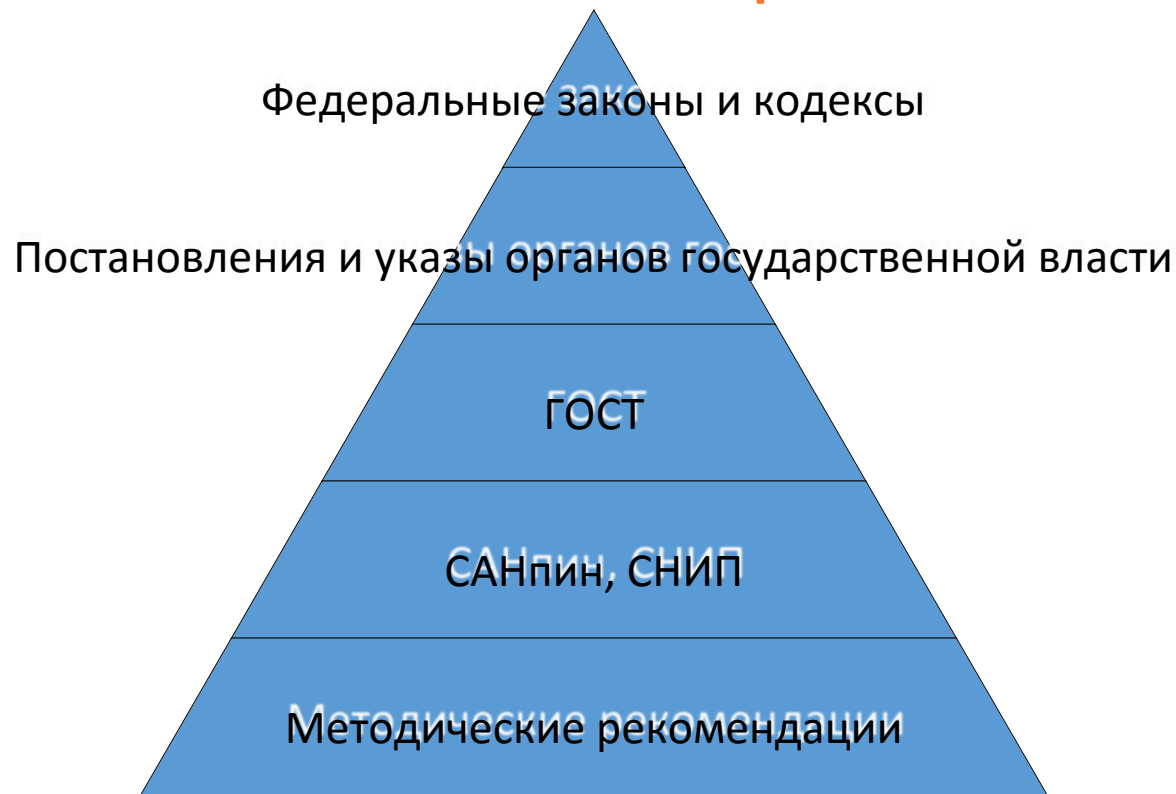 Федеральные законы и кодексы
Постановления и указы органов государственной власти
ГОСТ
САНпин, СНИП
Методические рекомендации